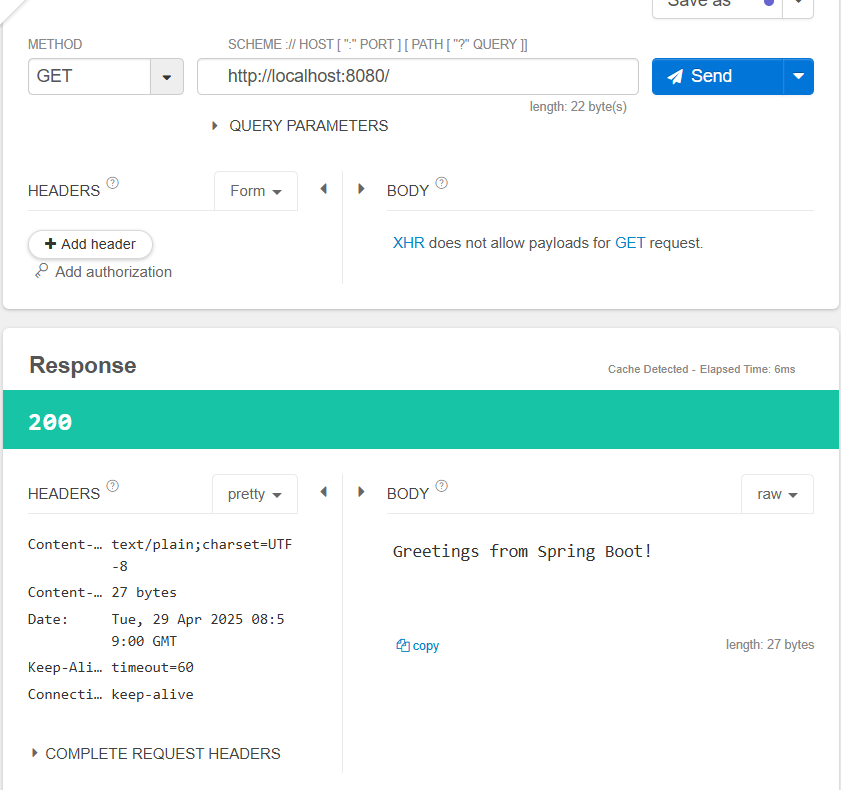 Save as
METHOD
SCHEME :// HOST [ ":" PORT ] [ PATH [ "?" QUERY ]]
GET
http://localhost:8080/
Send
length: 22 byte(s)
QUERY PARAMETERS
HEADERS ?
Form
BODY ?
Add header
XHR does not allow payloads for GET request.
Add authorization
Response
Cache Detected - Elapsed Time: 6ms
200
HEADERS ?
pretty
BODY ?
raw
Content-… text/plain;charset=UTF
-8
Content-… 27 bytes
Date: Tue, 29 Apr 2025 08:5
9:00 GMT
Keep-Ali… timeout=60
Connecti… keep-alive
Greetings from Spring Boot!
copy
length: 27 bytes
COMPLETE REQUEST HEADERS